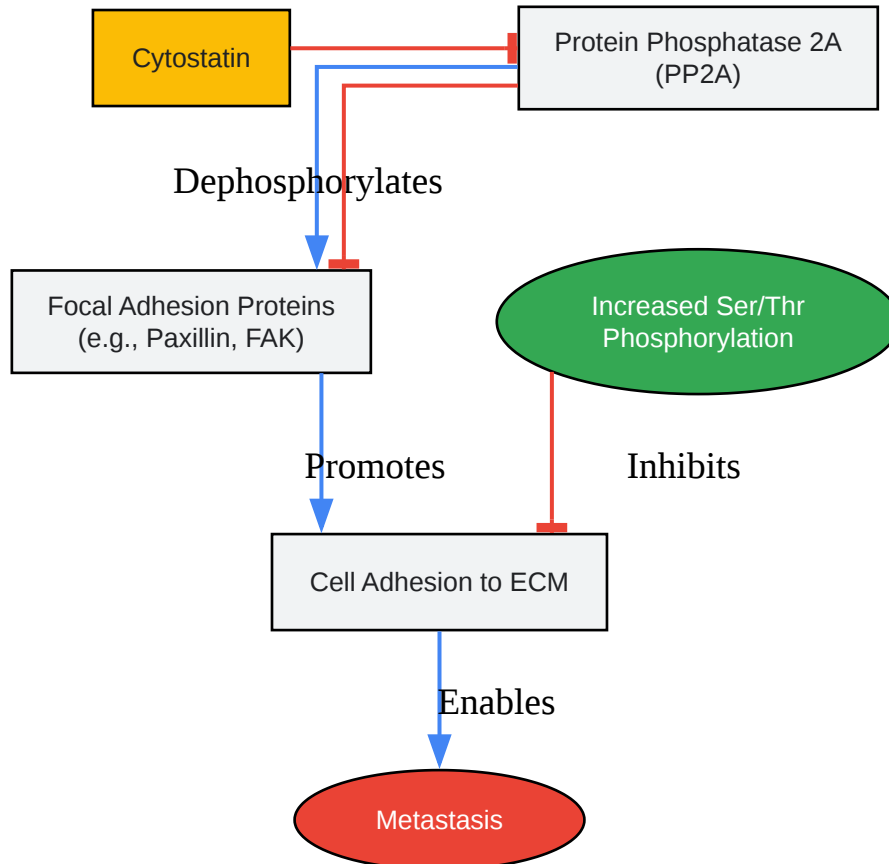 Cytostatin
Protein Phosphatase 2A
(PP2A)
Dephosphorylates
Focal Adhesion Proteins
(e.g., Paxillin, FAK)
Increased Ser/Thr
Phosphorylation
Promotes
Inhibits
Cell Adhesion to ECM
Enables
Metastasis